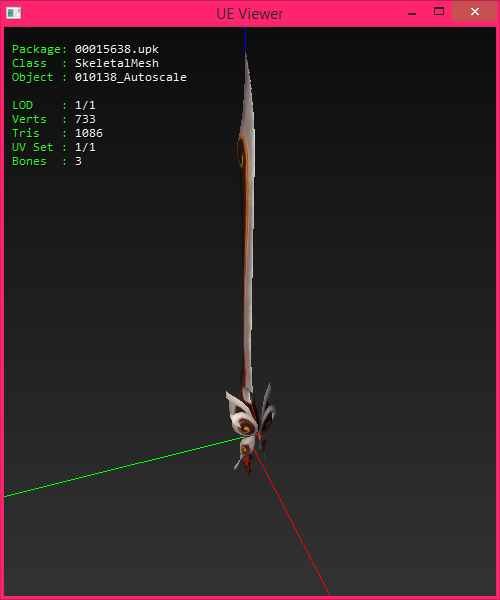 UE Viewer
Package: 00015638.upk
Class  : SkeletalMesh
Object : 010138_Autoscale
LOD    : 1/1
Verts  : 733
Tris   : 1086
UV Set : 1/1
Bones  : 3